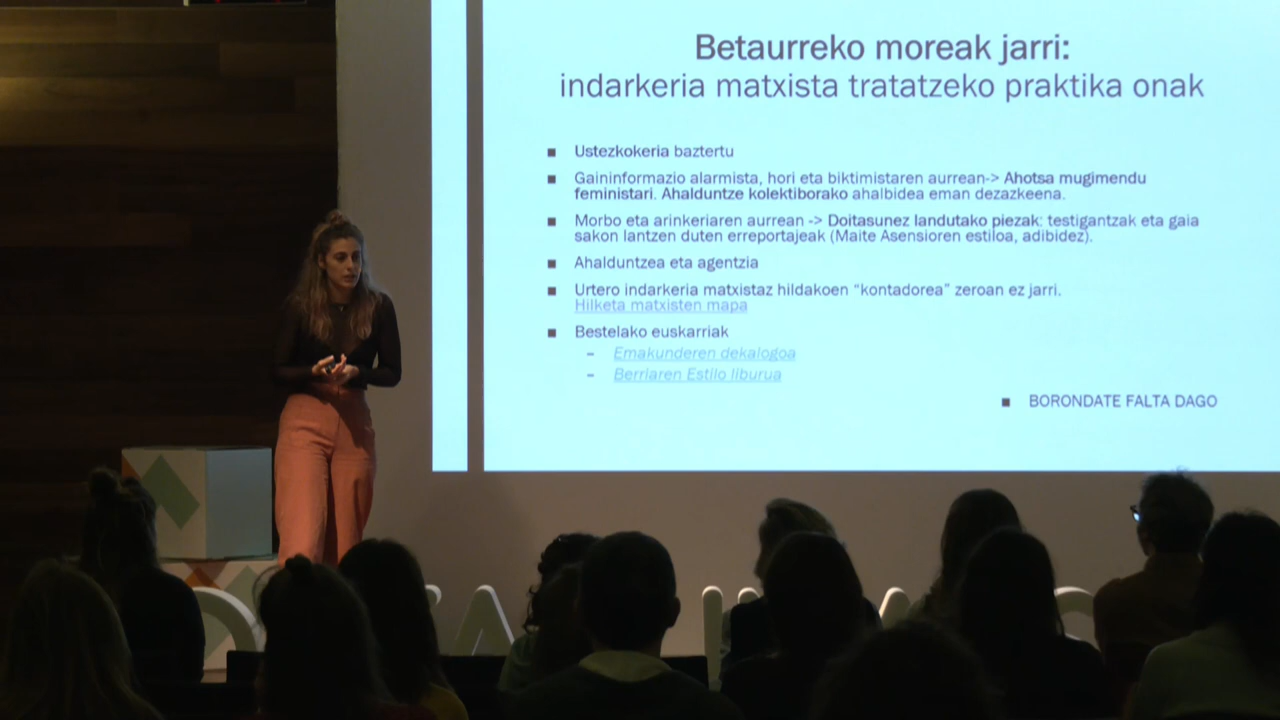 Betaurreko moreak jarri:
indarkeria matxista tratatzeko praktika onak
■ Ustezkokeria baztertu
■ Gaininformazio alarmista, hori eta biktimistaren aurrean-> Ahotsa mugimendu
feministari. Ahalduntze kolektiborako ahalbidea eman dezazkeena.
■ Morbo eta arinkeriaren aurrean -> Doitasunez landutako piezak: testigantzak eta gaia
sakon lantzen duten erreportajeak (Maite Asensioren estiloa, adibidez).
■ Ahalduntzea eta agentzia
■ Urtero indarkeria matxistaz hildakoen “kontadorea” zeroan ez jarri.
Hilketa matxisten mapa
■ Bestelako euskarriak
– Emakunderen dekalogoa
– Berriaren Estilo liburua
■ BORONDATE FALTA DAGO